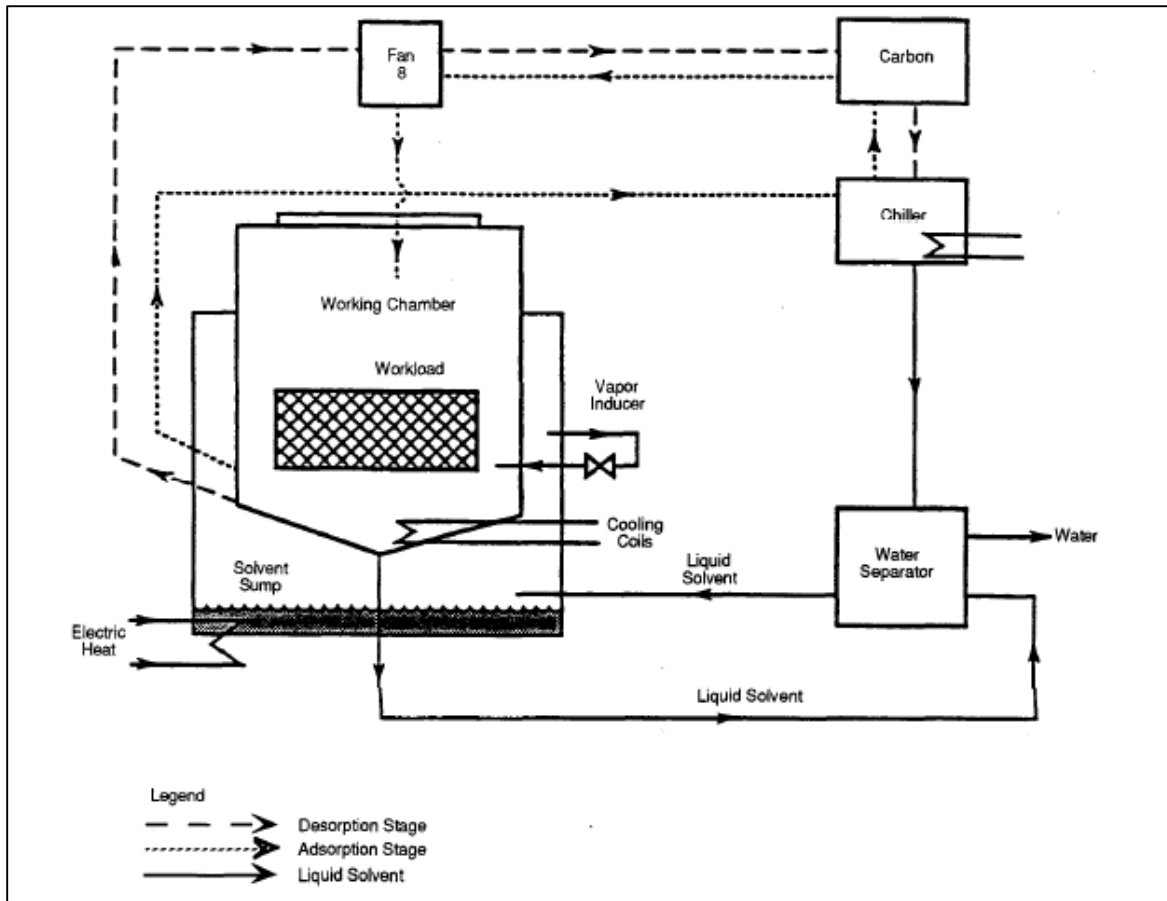 Fan
8
Carbon
Chiller
Working Chamber
Workload
Vapor
Inducer
Cooling
Coils
Solvent
Sump
Liquid
Solvent
Water
Separator
Water
Electric
Heat
Liquid Solvent
Legend
Desorption Stage
Adsorption Stage
Liquid Solvent